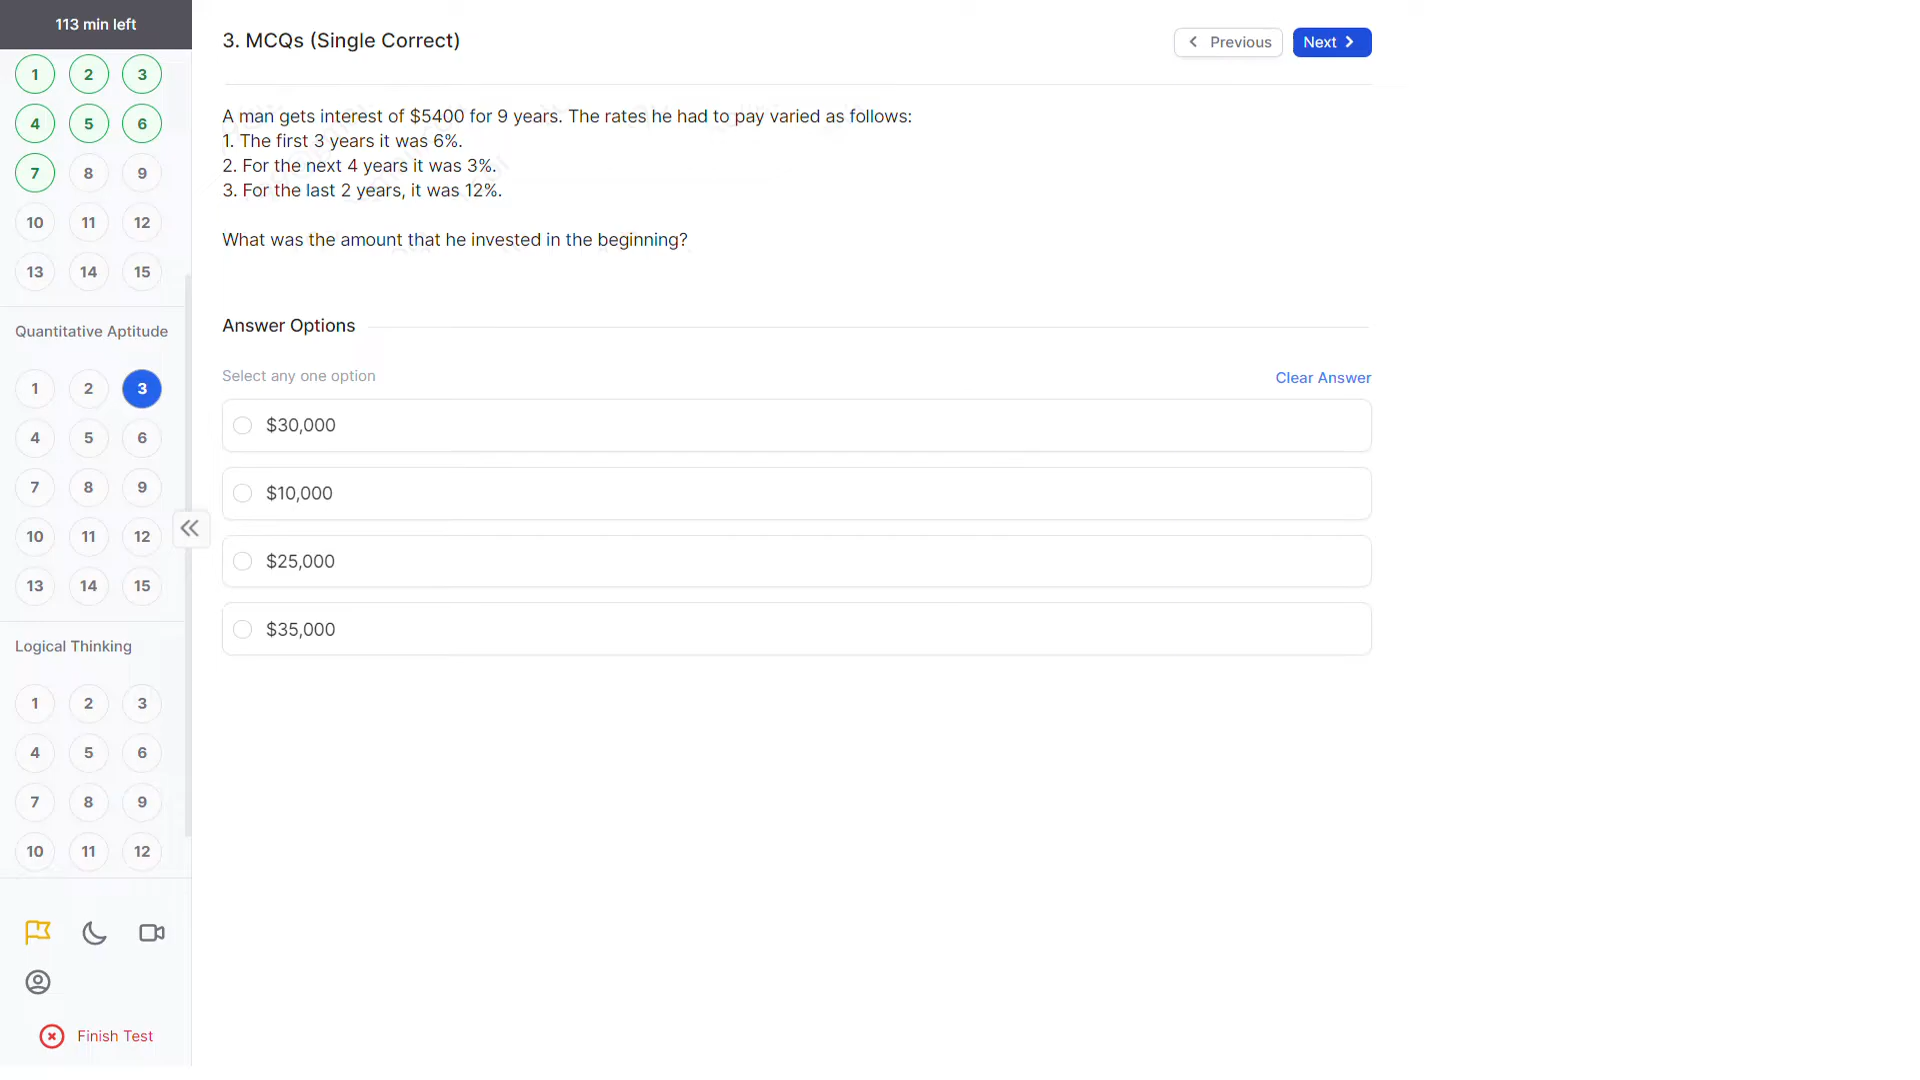 113 min left
1 2 3
4 5 6
7 8 9
10 11 12
13 14 15
Quantitative Aptitude
1 2 3
4 5 6
7 8 9
10 11 12
13 14 15
Logical Thinking
1 2 3
4 5 6
7 8 9
10 11 12
Finish Test
3. MCQs (Single Correct)
Previous
Next
A man gets interest of $5400 for 9 years. The rates he had to pay varied as follows:
1. The first 3 years it was 6%.
2. For the next 4 years it was 3%.
3. For the last 2 years, it was 12%.
What was the amount that he invested in the beginning?
Answer Options
Select any one option
Clear Answer
$30,000
$10,000
$25,000
$35,000